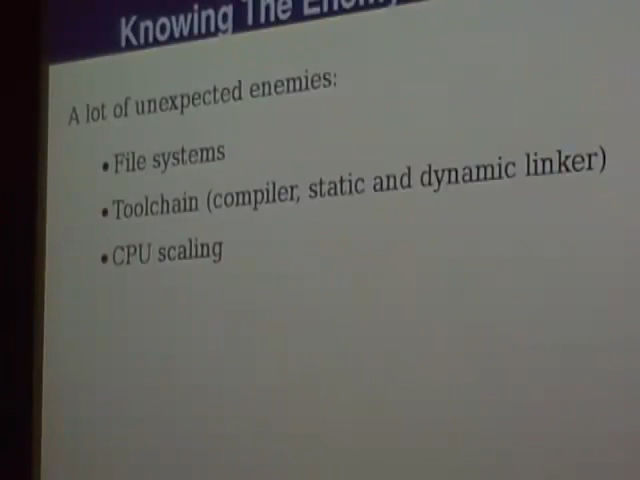 Knowing The Enemy
A lot of unexpected enemies:
• File systems
• Toolchain (compiler, static and dynamic linker)
• CPU scaling